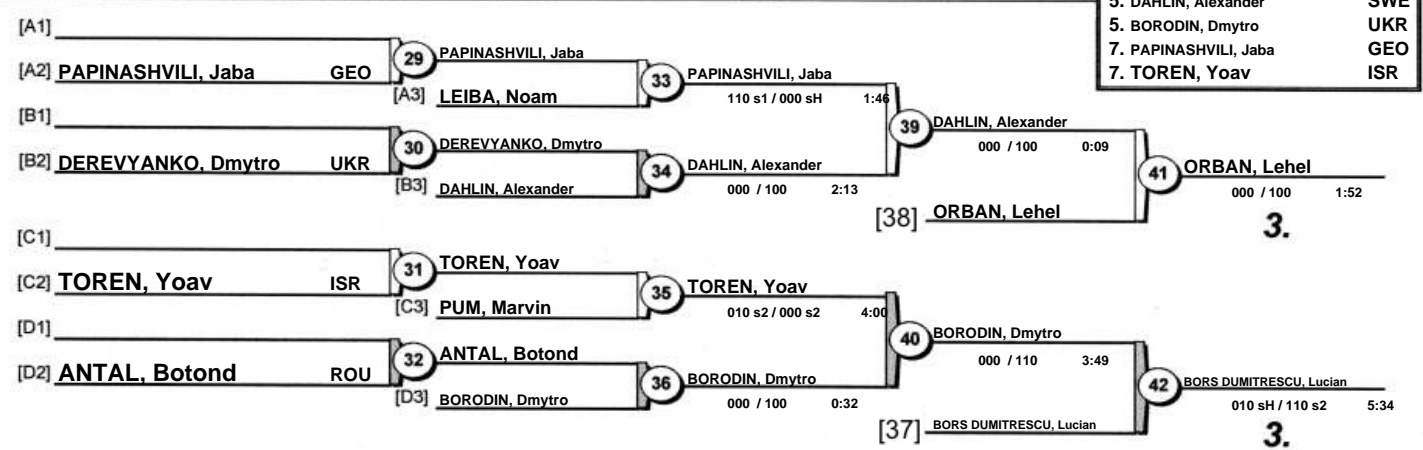 5. DAHLIN, Alexander SWE
5. BORODIN, Dmytro UKR
7. PAPINASHVILI, Jaba GEO
7. TOREN, Yoav ISR
[A1]
[A2] PAPINASHVILI, Jaba GEO
29
PAPINASHVILI, Jaba
[A3] LEIBA, Noam
33
PAPINASHVILI, Jaba
110 s1 / 000 sH 1:46
[B1]
[B2] DEREVYANKO, Dmytro UKR
30
DEREVYANKO, Dmytro
[B3] DAHLIN, Alexander
34
DAHLIN, Alexander
000 / 100 2:13
39
DAHLIN, Alexander
000 / 100 0:09
[38] ORBAN, Lehel
41
ORBAN, Lehel
000 / 100 1:52
3.
[C1]
[C2] TOREN, Yoav ISR
31
TOREN, Yoav
[C3] PUM, Marvin
35
TOREN, Yoav
010 s2 / 000 s2 4:00
[D1]
[D2] ANTAL, Botond ROU
32
ANTAL, Botond
[D3] BORODIN, Dmytro
36
BORODIN, Dmytro
000 / 100 0:32
40
BORODIN, Dmytro
000 / 110 3:49
[37] BORS DUMITRESCU, Lucian
42
BORS DUMITRESCU, Lucian
010 sH / 110 s2 5:34
3.